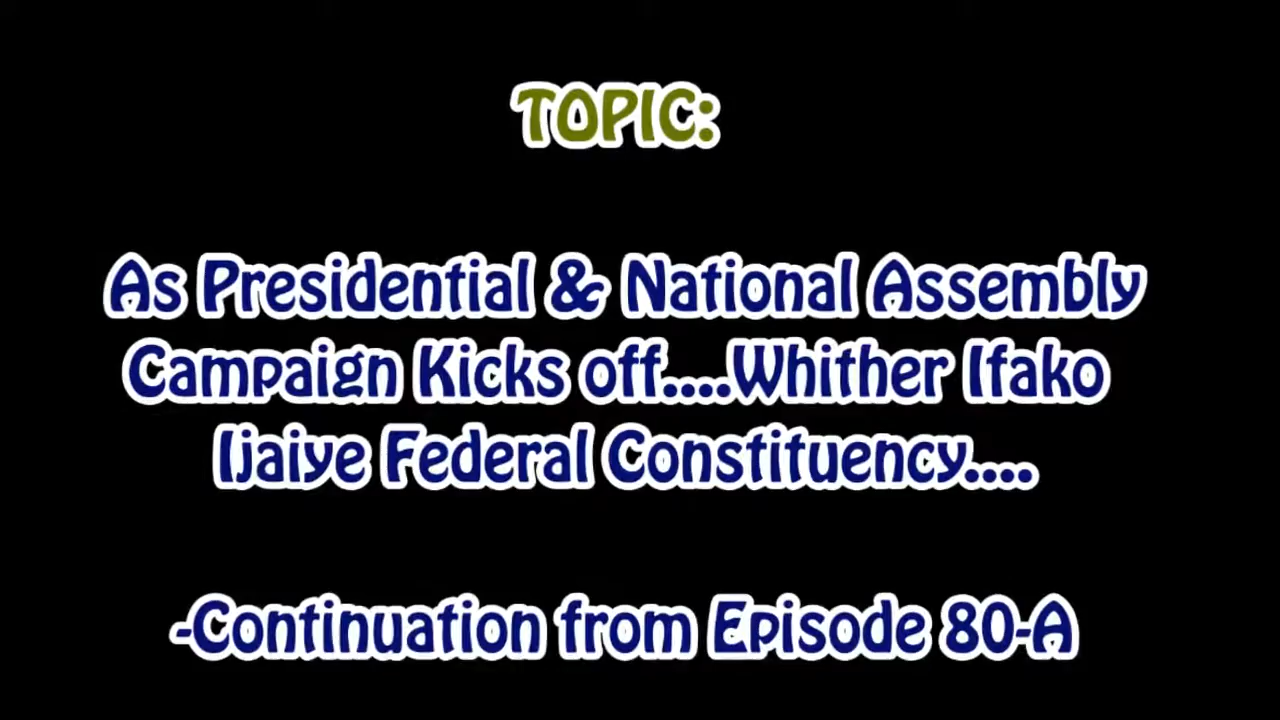 TOPIC:
As Presidential & National Assembly
Campaign Kicks off....Whither Ifako
Ijaiye Federal Constituency....
-Continuation from Episode 80-A